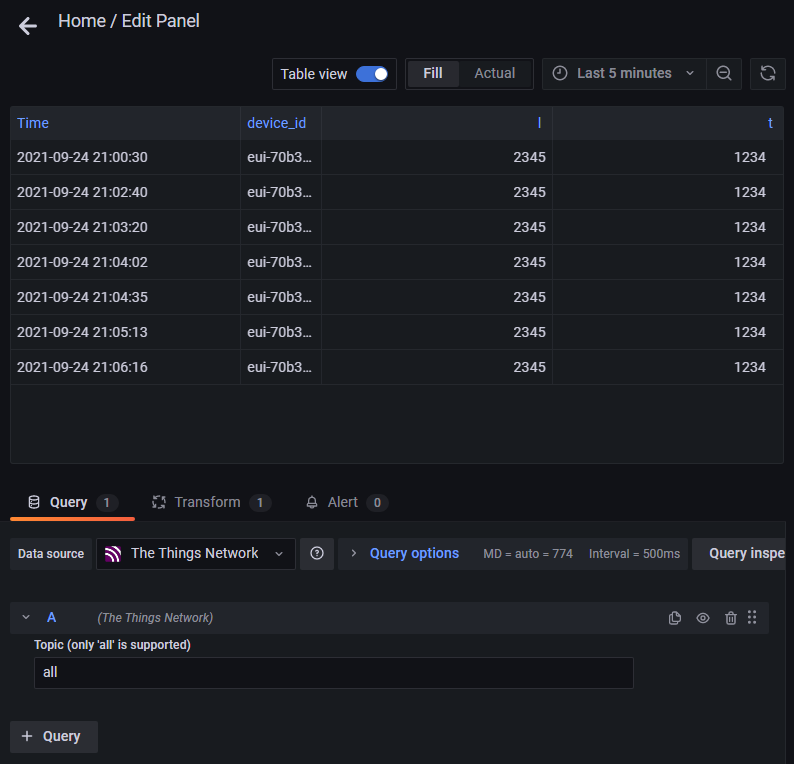 Home / Edit Panel
Table view Fill Actual Last 5 minutes
Time device_id l t
2021-09-24 21:00:30 eui-70b3… 2345 1234
2021-09-24 21:02:40 eui-70b3… 2345 1234
2021-09-24 21:03:20 eui-70b3… 2345 1234
2021-09-24 21:04:02 eui-70b3… 2345 1234
2021-09-24 21:04:35 eui-70b3… 2345 1234
2021-09-24 21:05:13 eui-70b3… 2345 1234
2021-09-24 21:06:16 eui-70b3… 2345 1234
Query 1 Transform 1 Alert 0
Data source The Things Network Query options MD = auto = 774 Interval = 500ms Query inspe
A (The Things Network)
Topic (only 'all' is supported)
all
+ Query